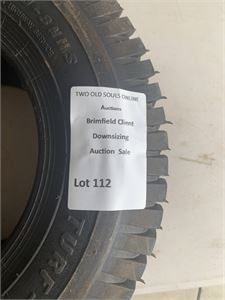 TWO OLD SOULS ONLINE
Auctions
Brimfield Client
Downsizing
Auction Sale
Lot 112
TURF